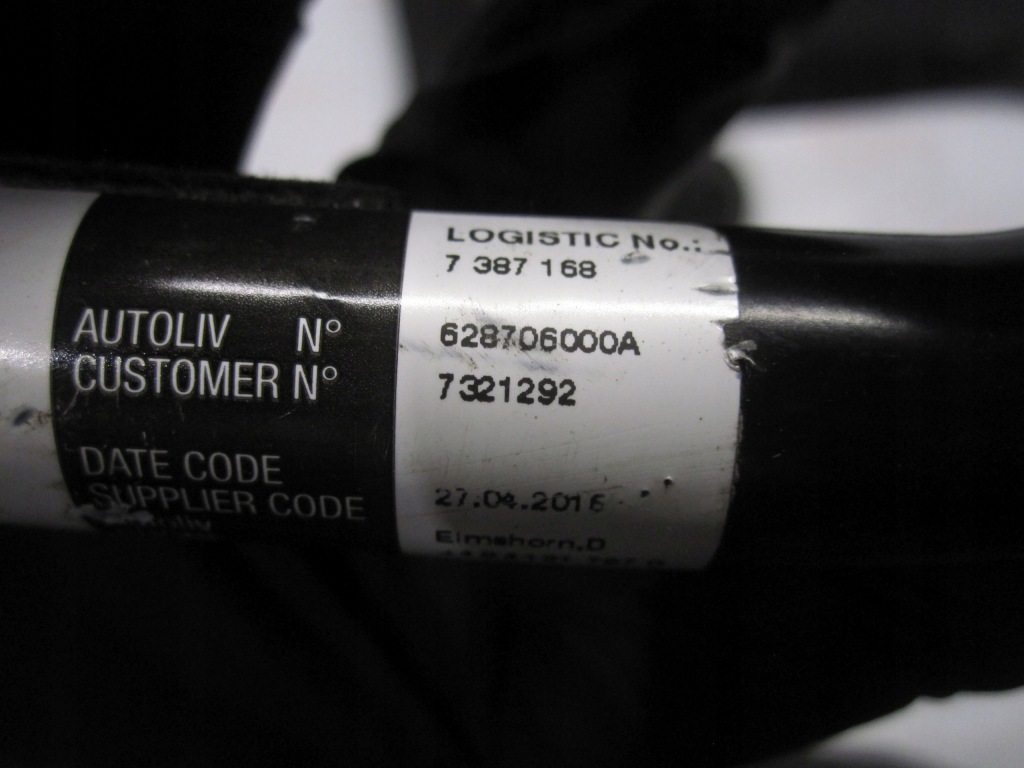 LOGISTIC No.:
7 387 168
AUTOLIV N° 628706000A
CUSTOMER N° 7321292
DATE CODE 27.04.2016
SUPPLIER CODE Elmshorn,D